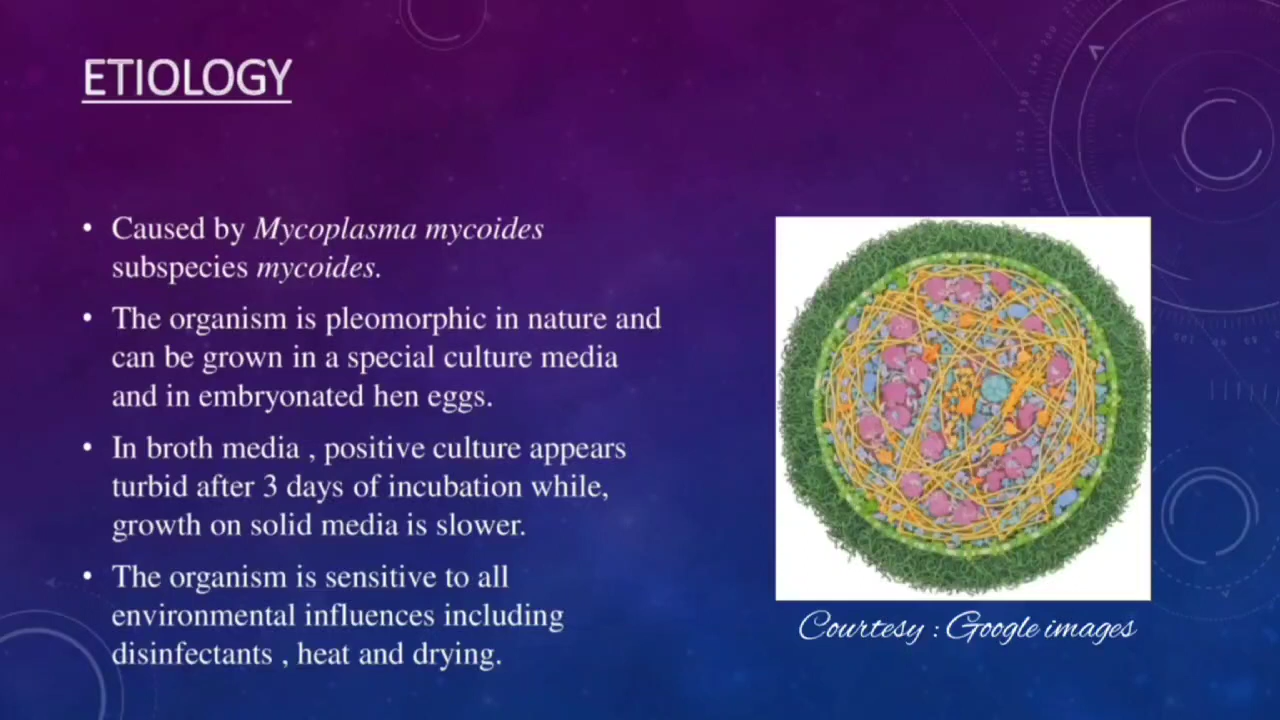 ETIOLOGY
• Caused by Mycoplasma mycoides
subspecies mycoides.
• The organism is pleomorphic in nature and
can be grown in a special culture media
and in embryonated hen eggs.
• In broth media , positive culture appears
turbid after 3 days of incubation while,
growth on solid media is slower.
• The organism is sensitive to all
environmental influences including
disinfectants , heat and drying.
Courtesy : Google images